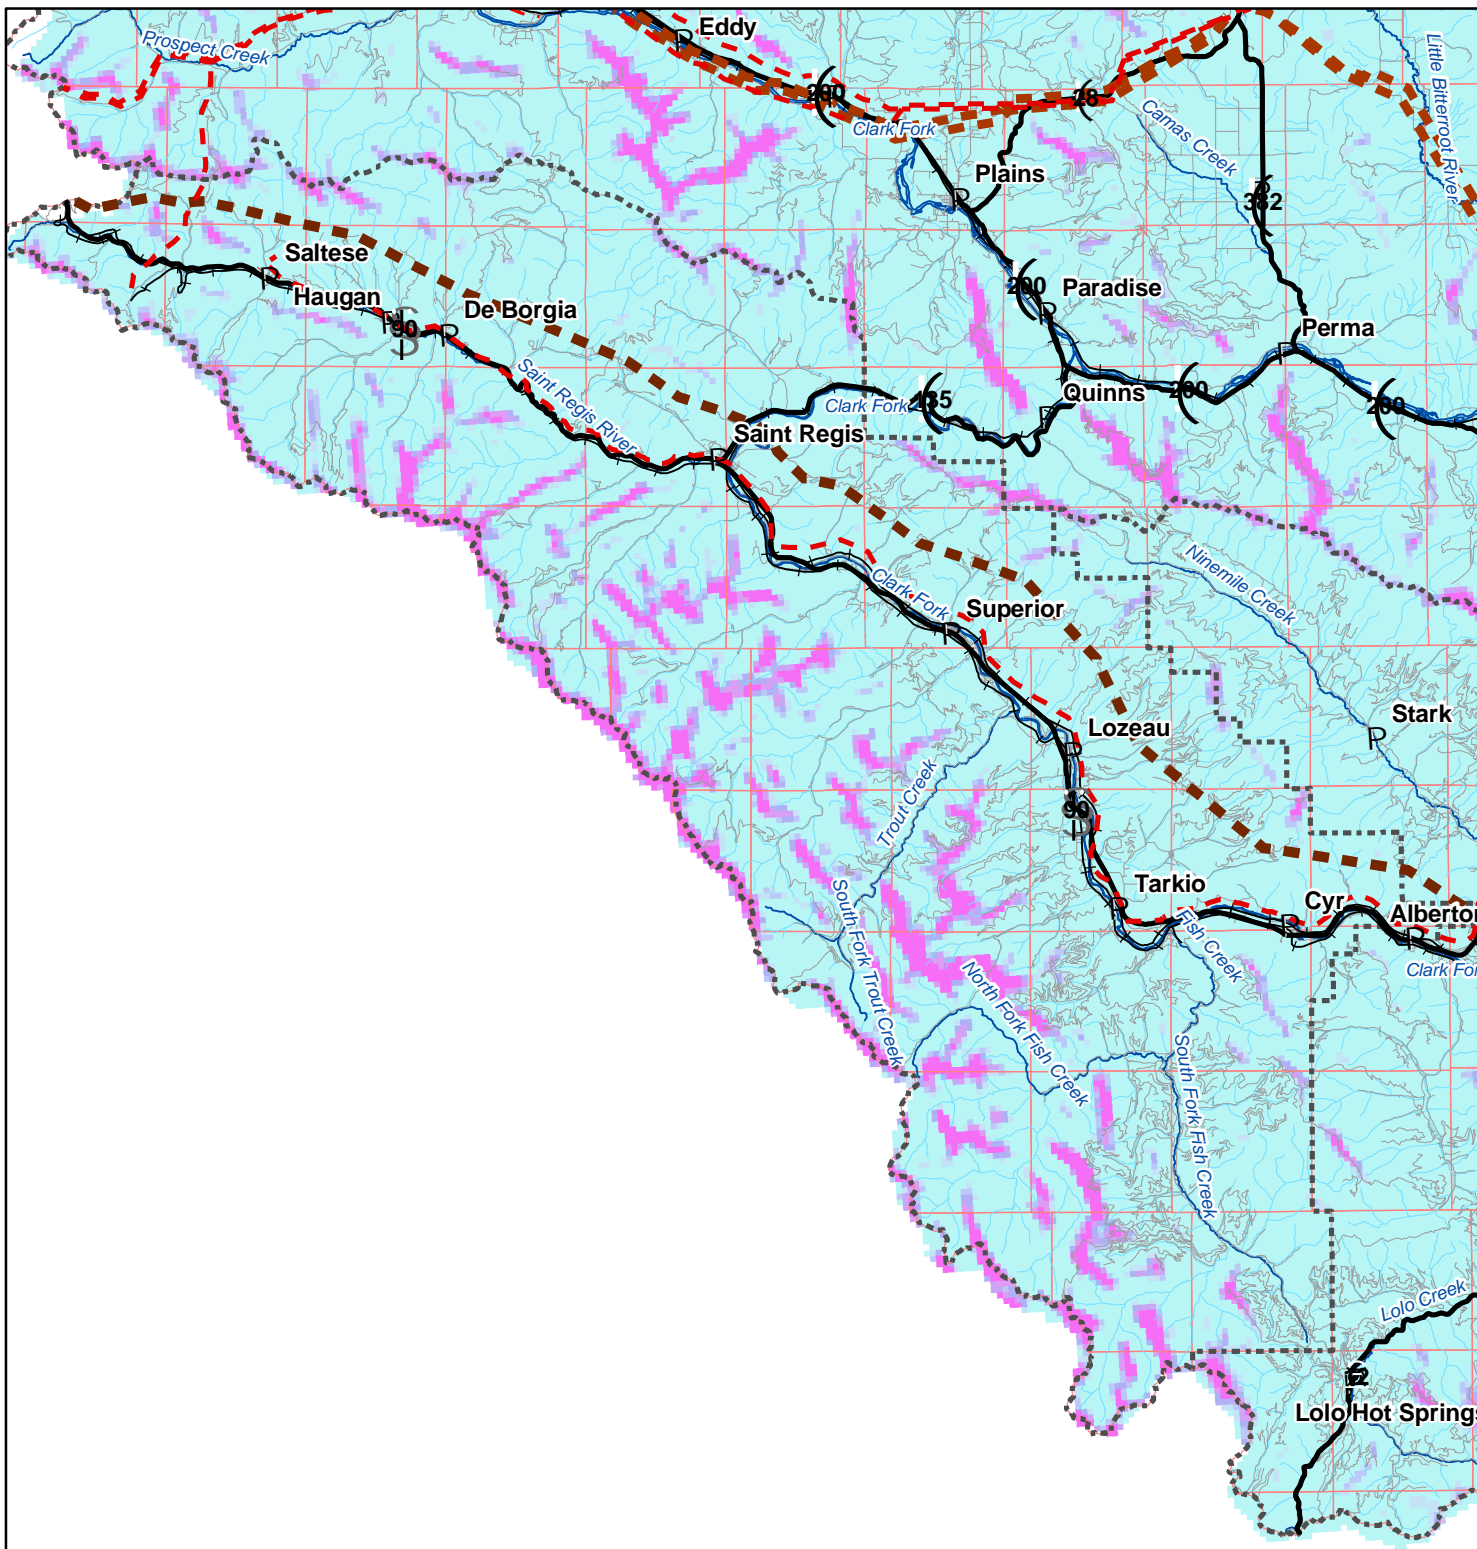 Eddy
Prospect Creek
Little Bitterroot River
200
28
Camas Creek
Clark Fork
Plains
382
Saltese
Haugan
200
Paradise
De Borgia
90
Perma
Saint Regis River
Quinns
200
Clark Fork
135
200
Saint Regis
Ninemile Creek
Clark Fork
Superior
Stark
Lozeau
Trout Creek
90
South Fork Trout Creek
Tarkio
Cyr
Alberton
Fish Creek
Clark For
North Fork Fish Creek
South Fork Fish Creek
Lolo Creek
12
Lolo Hot Springs